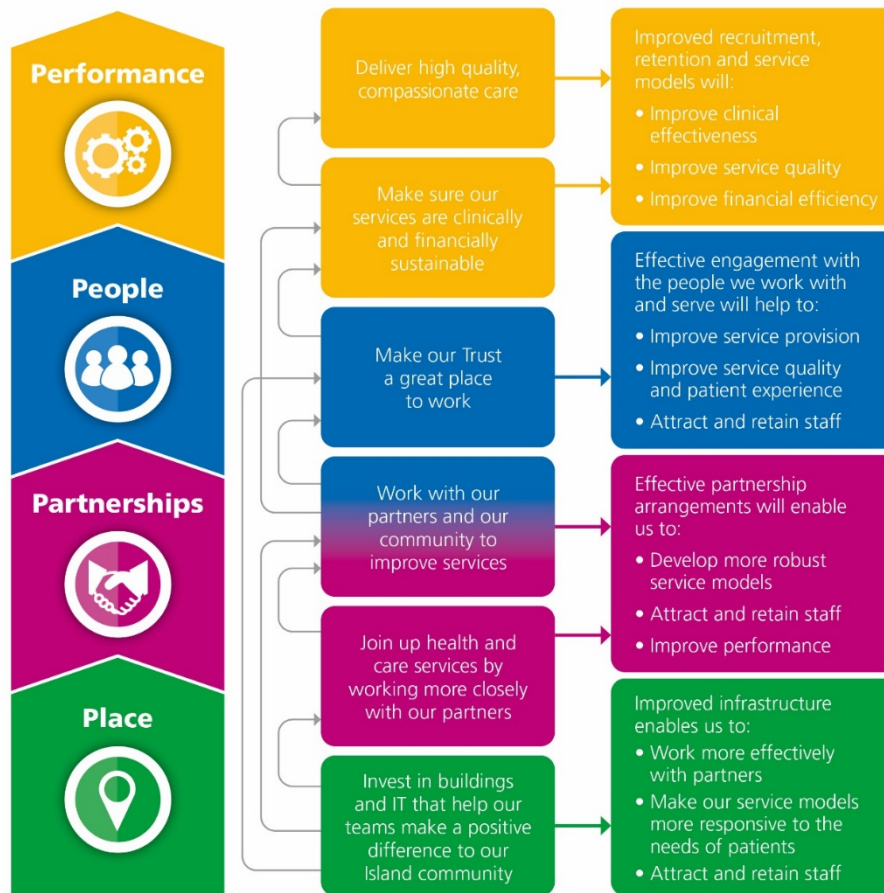 Performance
Deliver high quality,
compassionate care
Improved recruitment,
retention and service
models will:
• Improve clinical
effectiveness
• Improve service quality
• Improve financial efficiency
Make sure our
services are clinically
and financially
sustainable
People
Make our Trust
a great place
to work
Effective engagement with
the people we work with
and serve will help to:
• Improve service provision
• Improve service quality
and patient experience
• Attract and retain staff
Partnerships
Work with our
partners and our
community to
improve services
Effective partnership
arrangements will enable
us to:
• Develop more robust
service models
• Attract and retain staff
• Improve performance
Join up health and
care services by
working more closely
with our partners
Place
Invest in buildings
and IT that help our
teams make a positive
difference to our
Island community
Improved infrastructure
enables us to:
• Work more effectively
with partners
• Make our service models
more responsive to the
needs of patients
• Attract and retain staff